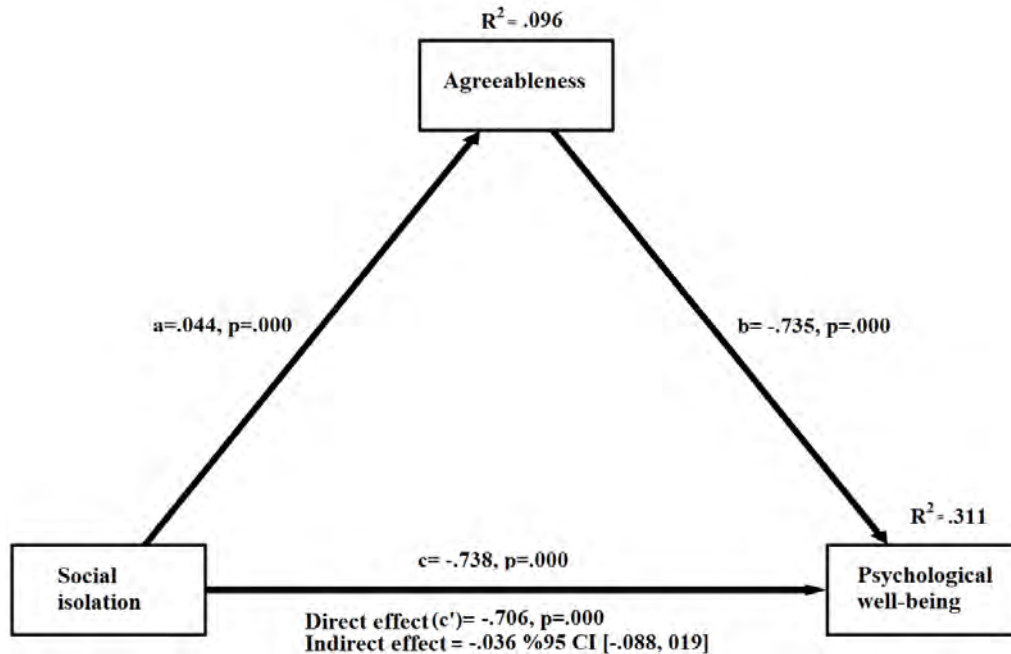 R² = .096
Agreeableness
a=.044, p=.000
b= -.735, p=.000
R² = .311
c= -.738, p=.000
Social
isolation
Psychological
well-being
Direct effect (c')= -.706, p=.000
Indirect effect = -.036 %95 CI [-.088, 019]